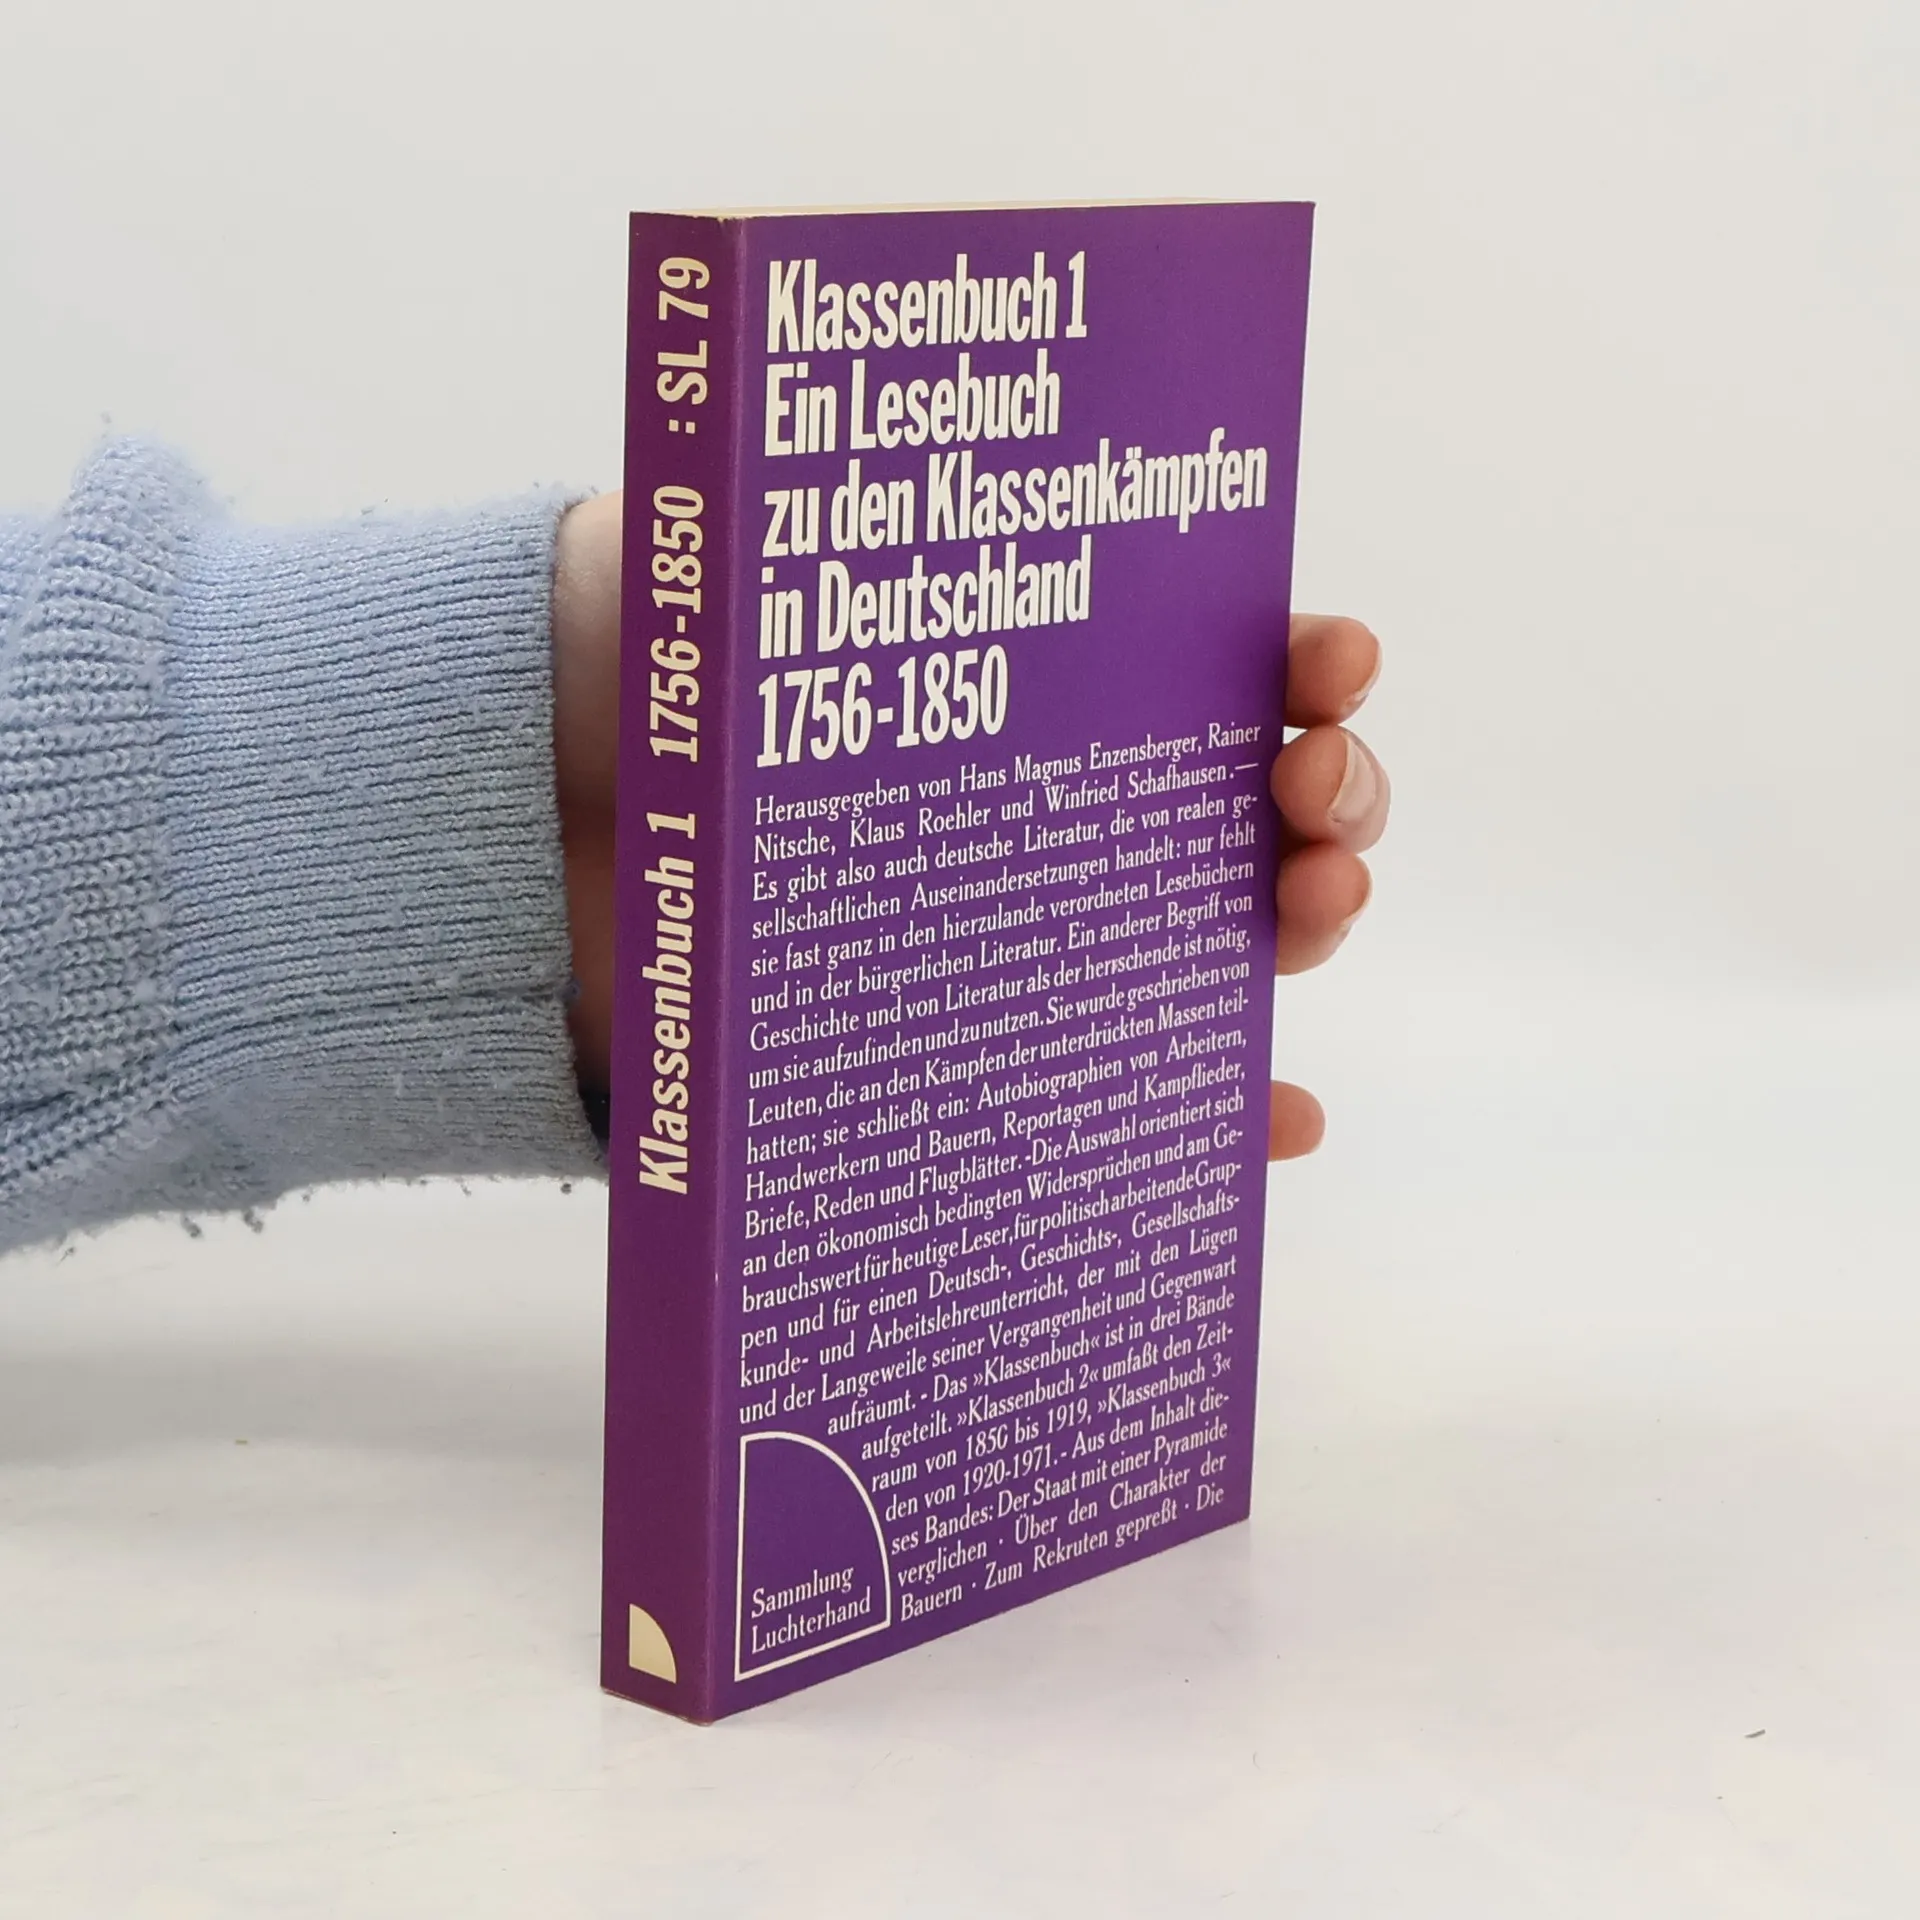 Klassenbuch 1 1756-1850 : SL 79
Klassenbuch 1
Ein Lesebuch
zu den Klassenkämpfen
in Deutschland
1756-1850
Herausgegeben von Hans Magnus Enzensberger, Rainer
Nitsche, Klaus Roehler und Winfried Schafhausen.—
Es gibt also auch deutsche Literatur, die von realen ge-
sellschaftlichen Auseinandersetzungen handelt: nur fehlt
sie fast ganz in den hierzulande verordneten Lesebüchern
und in der bürgerlichen Literatur. Ein anderer Begriff von
Geschichte und von Literatur als der herrschende ist nötig,
um sie aufzufinden und zu nutzen. Sie wurde geschrieben von
Leuten, die an den Kämpfen der unterdrückten Massen teil-
hatten; sie schließt ein: Autobiographien von Arbeitern,
Handwerkern und Bauern, Reportagen und Kampflieder,
Briefe, Reden und Flugblätter. -Die Auswahl orientiert sich
an den ökonomisch bedingten Widersprüchen und am Ge-
brauchswert für heutige Leser, für politisch arbeitende Grup-
pen und für einen Deutsch-, Geschichts-, Gesellschafts-
kunde- und Arbeitslehreunterricht, der mit den Lügen
und der Langeweile seiner Vergangenheit und Gegenwart
aufräumt. - Das »Klassenbuch« ist in drei Bände
aufgeteilt. »Klassenbuch 2« umfaßt den Zeit-
raum von 1850 bis 1919, »Klassenbuch 3«
den von 1920-1971. - Aus dem Inhalt die-
ses Bandes: Der Staat mit einer Pyramide
verglichen · Über den Charakter der
Bauern · Zum Rekruten gepreßt · Die
Sammlung
Luchterhand